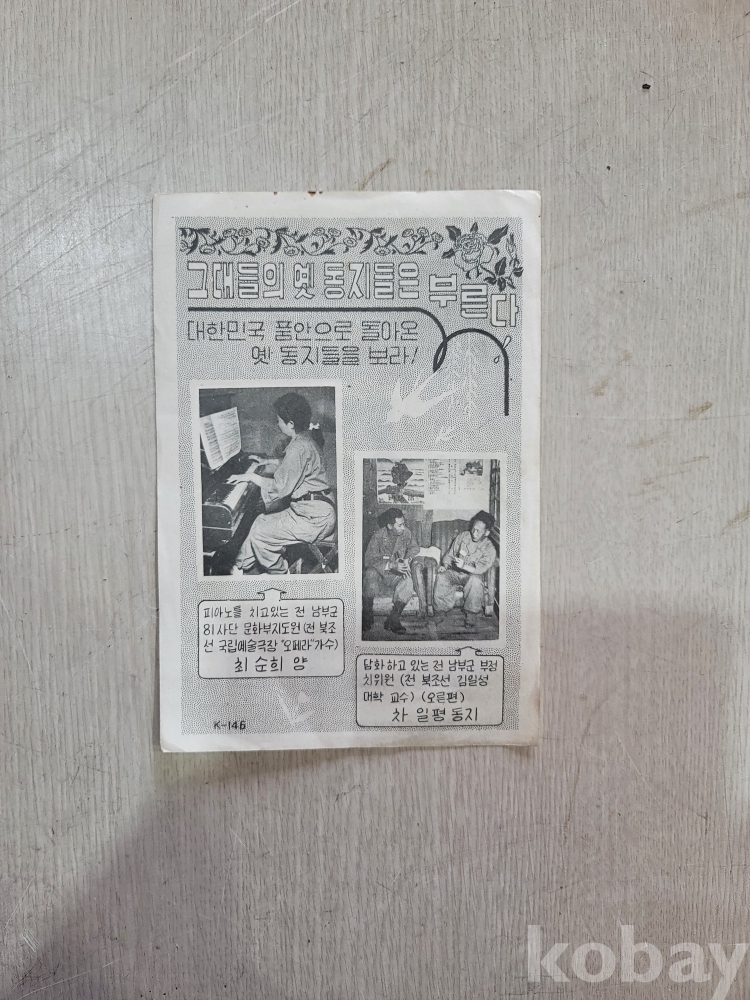 그대들의 옛 동지들은 부른다!
대한민국 품안으로 돌아온
옛 동지들을 보라!
피아노를 치고있는 전 남부군
81사단 문화부지도원 (전 북조
선 국립예술극장 "오페라"가수)
최순희 양
담화하고 있는 전 남부군 부정
치위원 (전 북조선 김일성
대학 교수) (오른편)
차 일평 동지
K-146
kobay